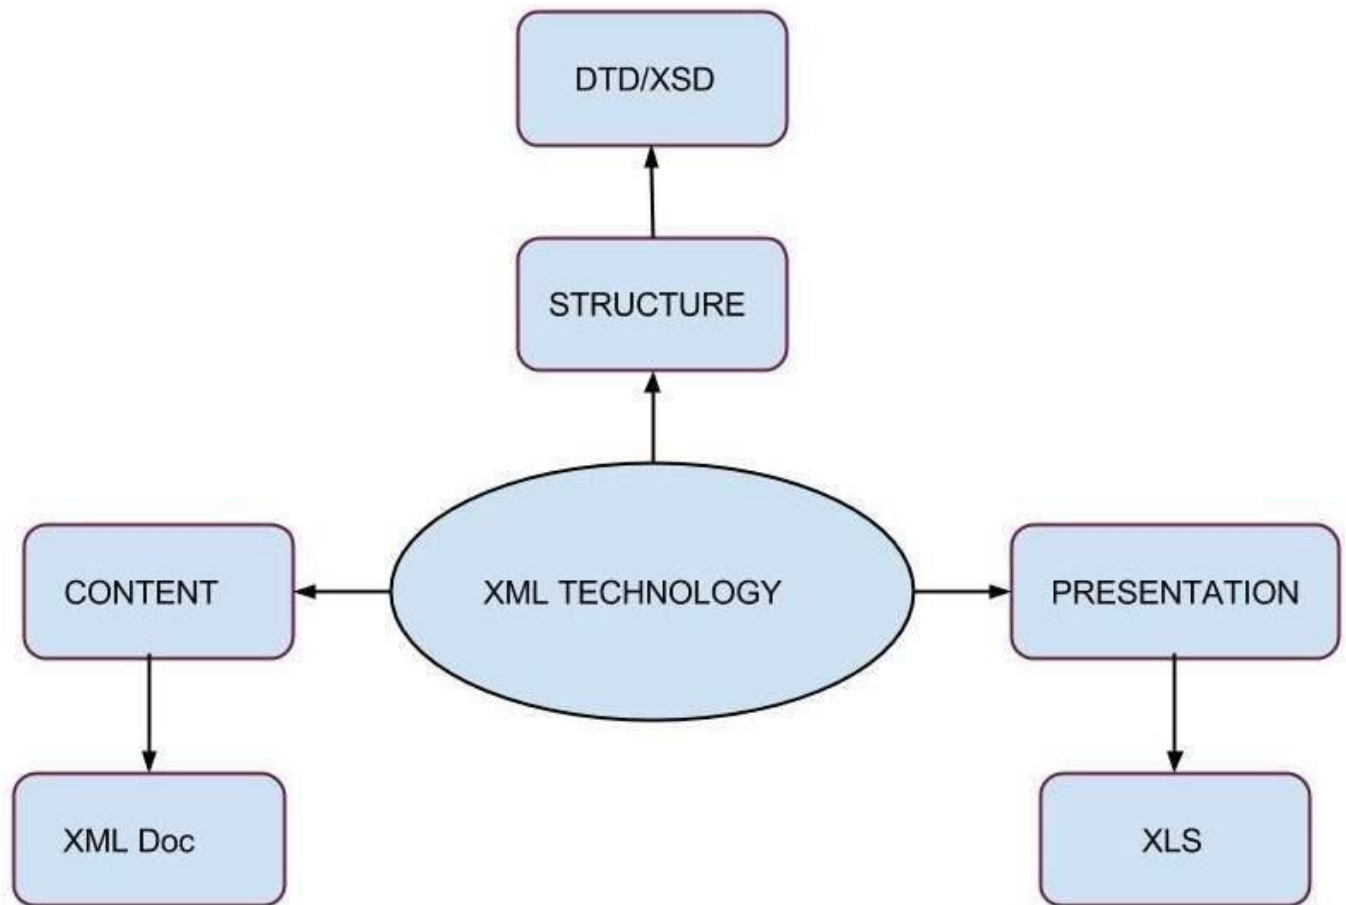 DTD/XSD
STRUCTURE
CONTENT
XML TECHNOLOGY
PRESENTATION
XML Doc
XLS